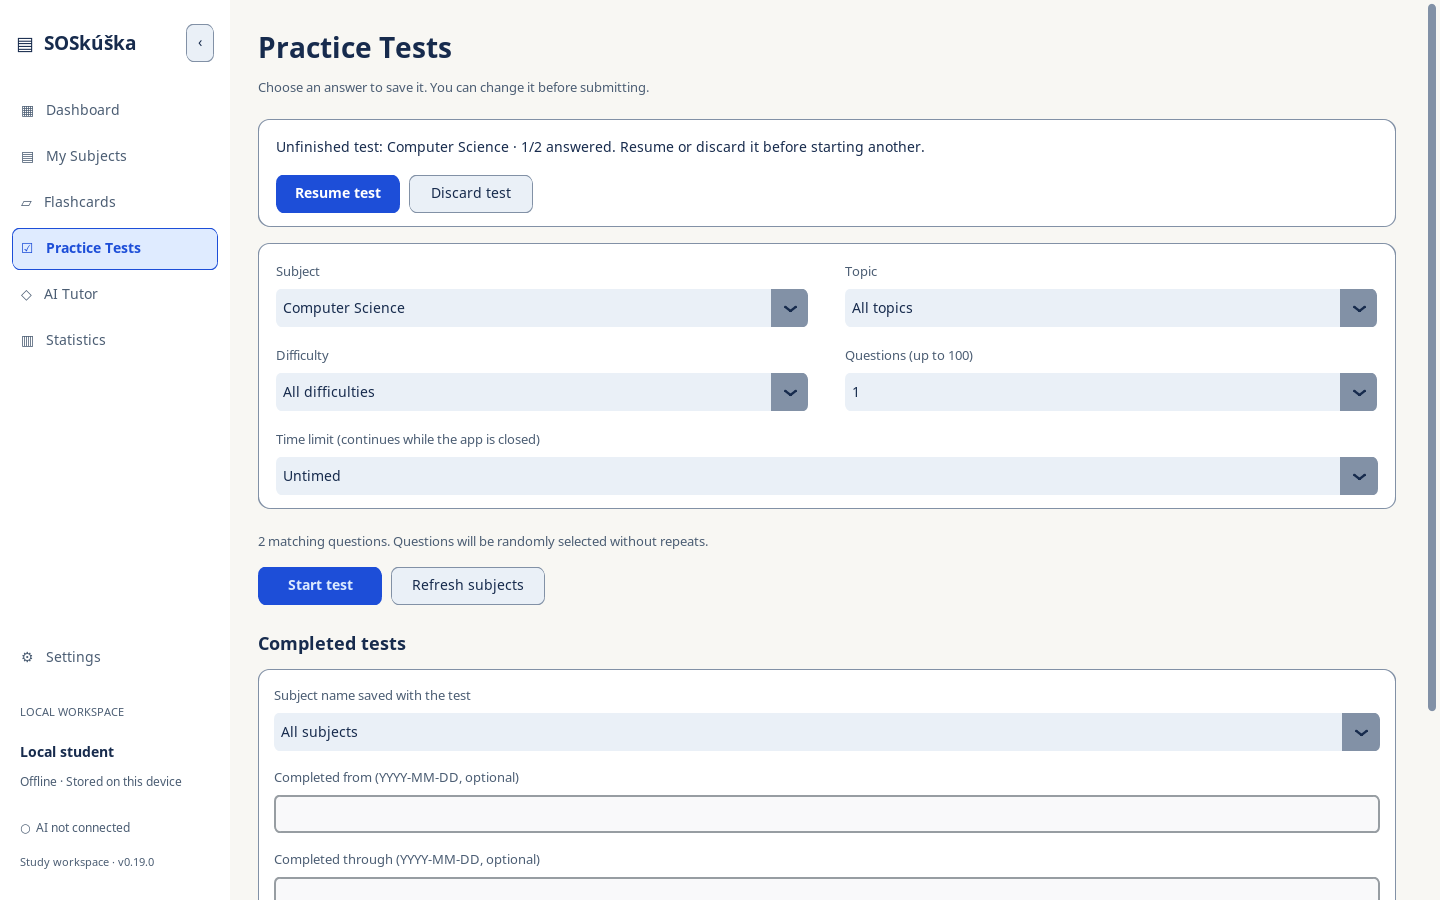 SOSkúška
Dashboard
My Subjects
Flashcards
Practice Tests
AI Tutor
Statistics
Settings
LOCAL WORKSPACE
Local student
Offline · Stored on this device
AI not connected
Study workspace · v0.19.0
Practice Tests
Choose an answer to save it. You can change it before submitting.
Unfinished test: Computer Science · 1/2 answered. Resume or discard it before starting another.
Resume test
Discard test
Subject
Topic
Computer Science
All topics
Difficulty
Questions (up to 100)
All difficulties
1
Time limit (continues while the app is closed)
Untimed
2 matching questions. Questions will be randomly selected without repeats.
Start test
Refresh subjects
Completed tests
Subject name saved with the test
All subjects
Completed from (YYYY-MM-DD, optional)
Completed through (YYYY-MM-DD, optional)